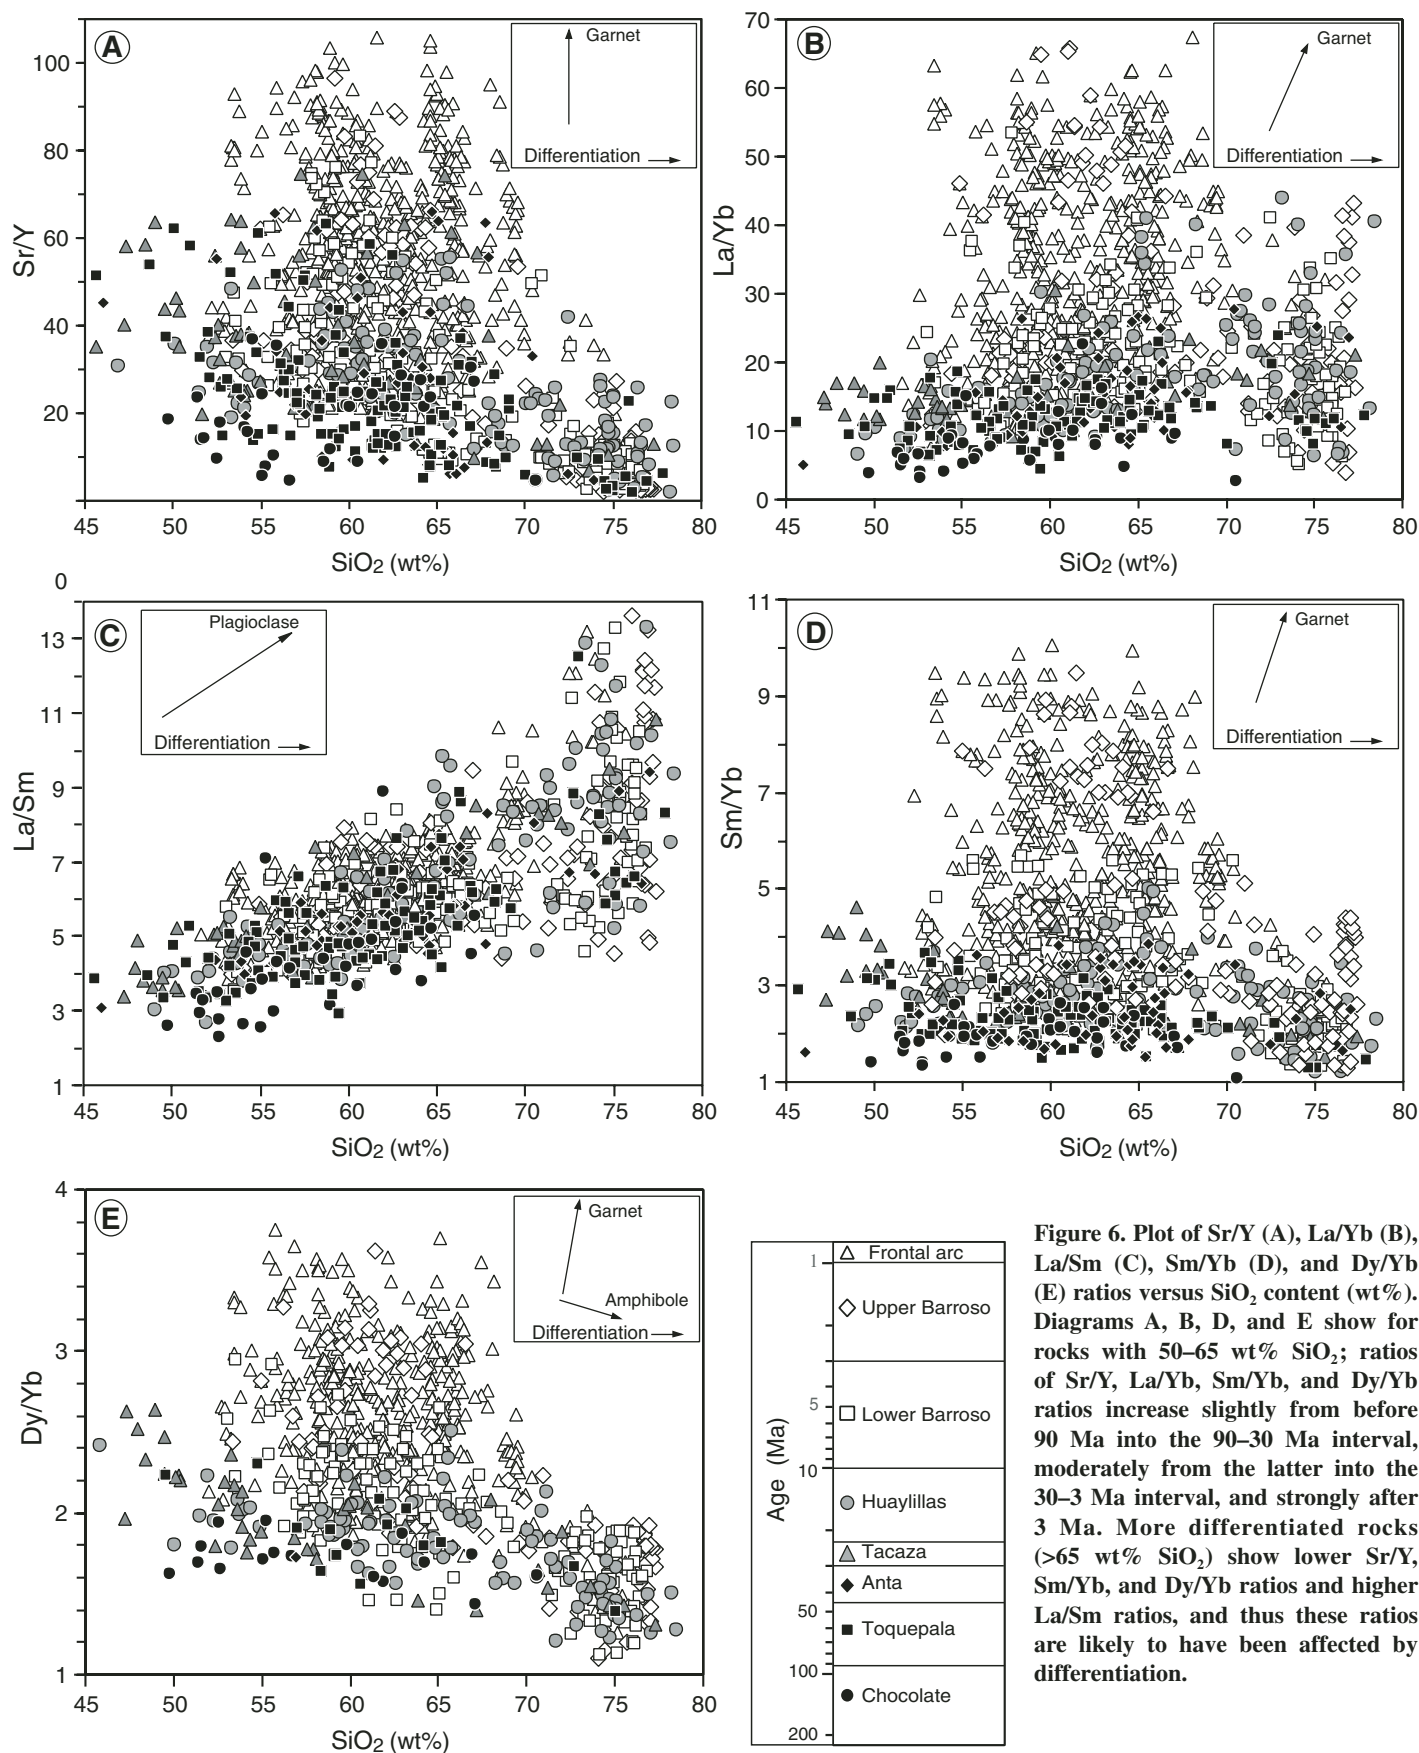 A
Garnet
Differentiation
100
80
60
40
20
Sr/Y
45 50 55 60 65 70 75 80
SiO2 (wt%)
B
Garnet
Differentiation
70
60
50
40
30
20
10
0
La/Yb
45 50 55 60 65 70 75 80
SiO2 (wt%)
0
C
Plagioclase
Differentiation
13
11
9
7
5
3
1
La/Sm
45 50 55 60 65 70 75 80
SiO2 (wt%)
D
Garnet
Differentiation
11
9
7
5
3
1
Sm/Yb
45 50 55 60 65 70 75 80
SiO2 (wt%)
E
Garnet
Amphibole
Differentiation
4
3
2
1
Dy/Yb
45 50 55 60 65 70 75 80
SiO2 (wt%)
Age (Ma)
1
5
10
50
100
200
Frontal arc
Upper Barroso
Lower Barroso
Huaylillas
Tacaza
Anta
Toquepala
Chocolate
Figure 6. Plot of Sr/Y (A), La/Yb (B),
La/Sm (C), Sm/Yb (D), and Dy/Yb
(E) ratios versus SiO2 content (wt%).
Diagrams A, B, D, and E show for
rocks with 50–65 wt% SiO2; ratios
of Sr/Y, La/Yb, Sm/Yb, and Dy/Yb
ratios increase slightly from before
90 Ma into the 90–30 Ma interval,
moderately from the latter into the
30–3 Ma interval, and strongly after
3 Ma. More differentiated rocks
(>65 wt% SiO2) show lower Sr/Y,
Sm/Yb, and Dy/Yb ratios and higher
La/Sm ratios, and thus these ratios
are likely to have been affected by
differentiation.